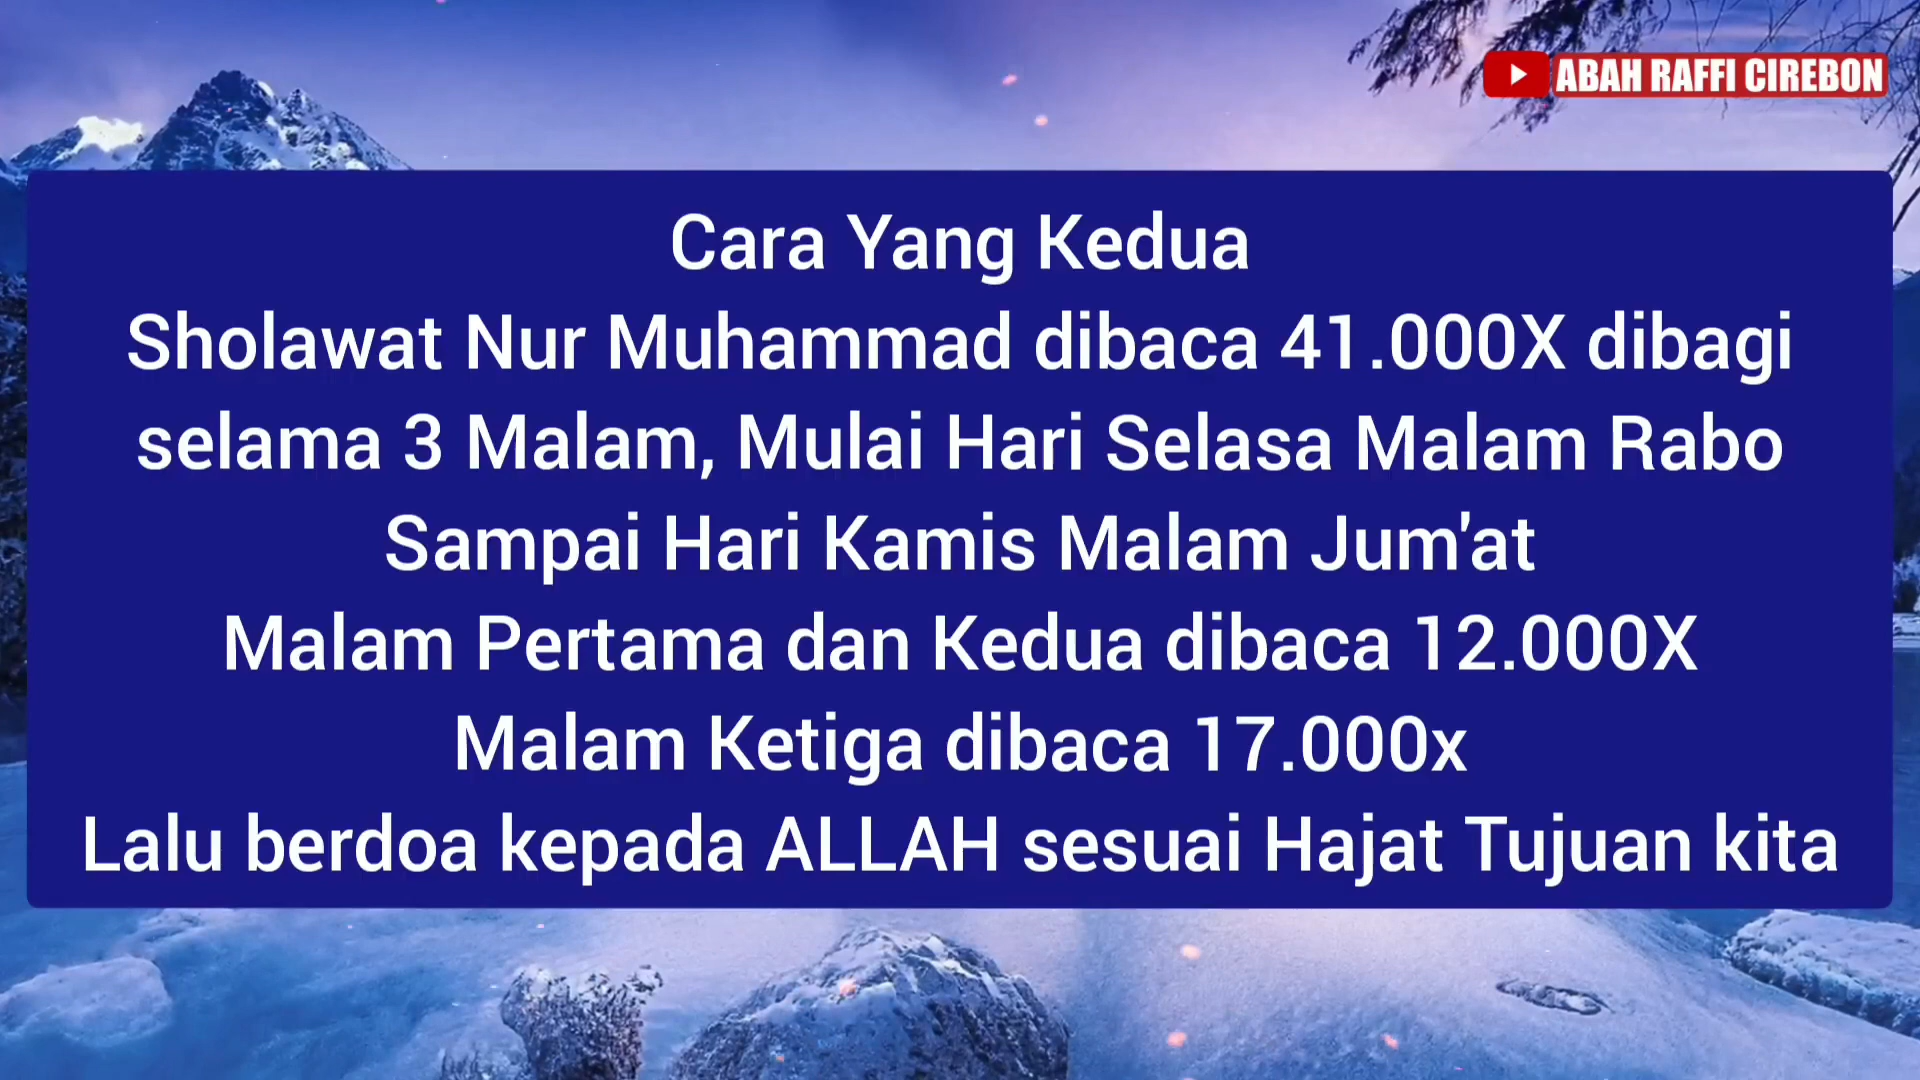 ABAH RAFFI CIREBON
Cara Yang Kedua
Sholawat Nur Muhammad dibaca 41.000X dibagi
selama 3 Malam, Mulai Hari Selasa Malam Rabo
Sampai Hari Kamis Malam Jum'at
Malam Pertama dan Kedua dibaca 12.000X
Malam Ketiga dibaca 17.000x
Lalu berdoa kepada ALLAH sesuai Hajat Tujuan kita